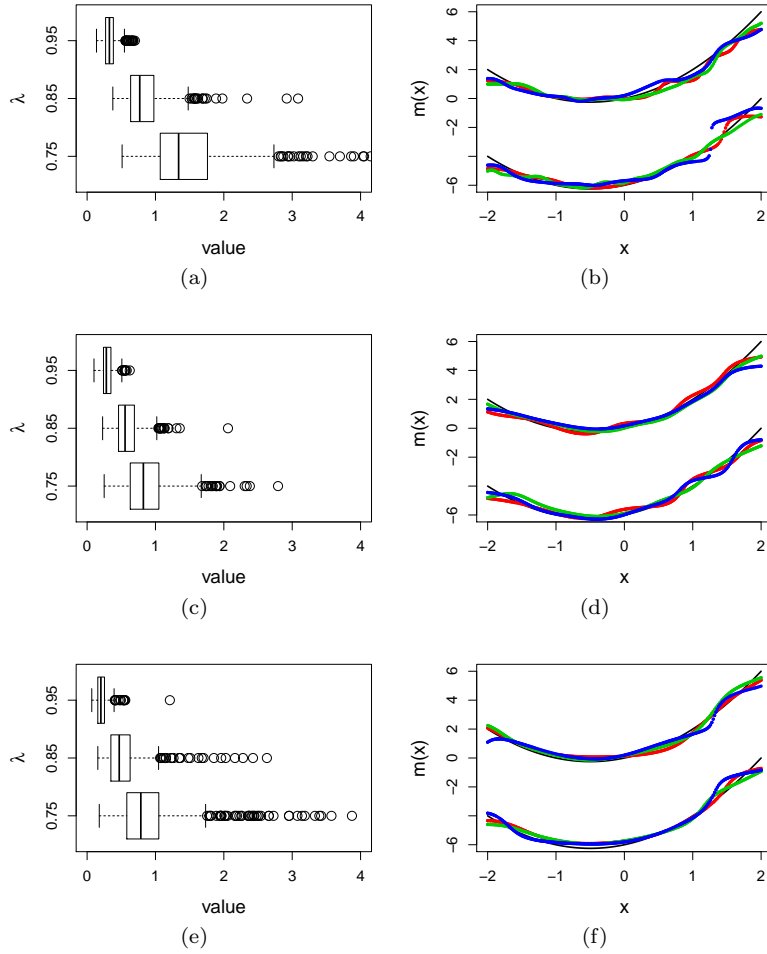 0.95
0.85
0.75
λ
0 1 2 3 4
value
(a)
6
4
2
0
−2
−6
m(x)
−2 −1 0 1 2
x
(b)
0.95
0.85
0.75
λ
0 1 2 3 4
value
(c)
6
4
2
0
−2
−6
m(x)
−2 −1 0 1 2
x
(d)
0.95
0.85
0.75
λ
0 1 2 3 4
value
(e)
6
4
2
0
−2
−6
m(x)
−2 −1 0 1 2
x
(f)